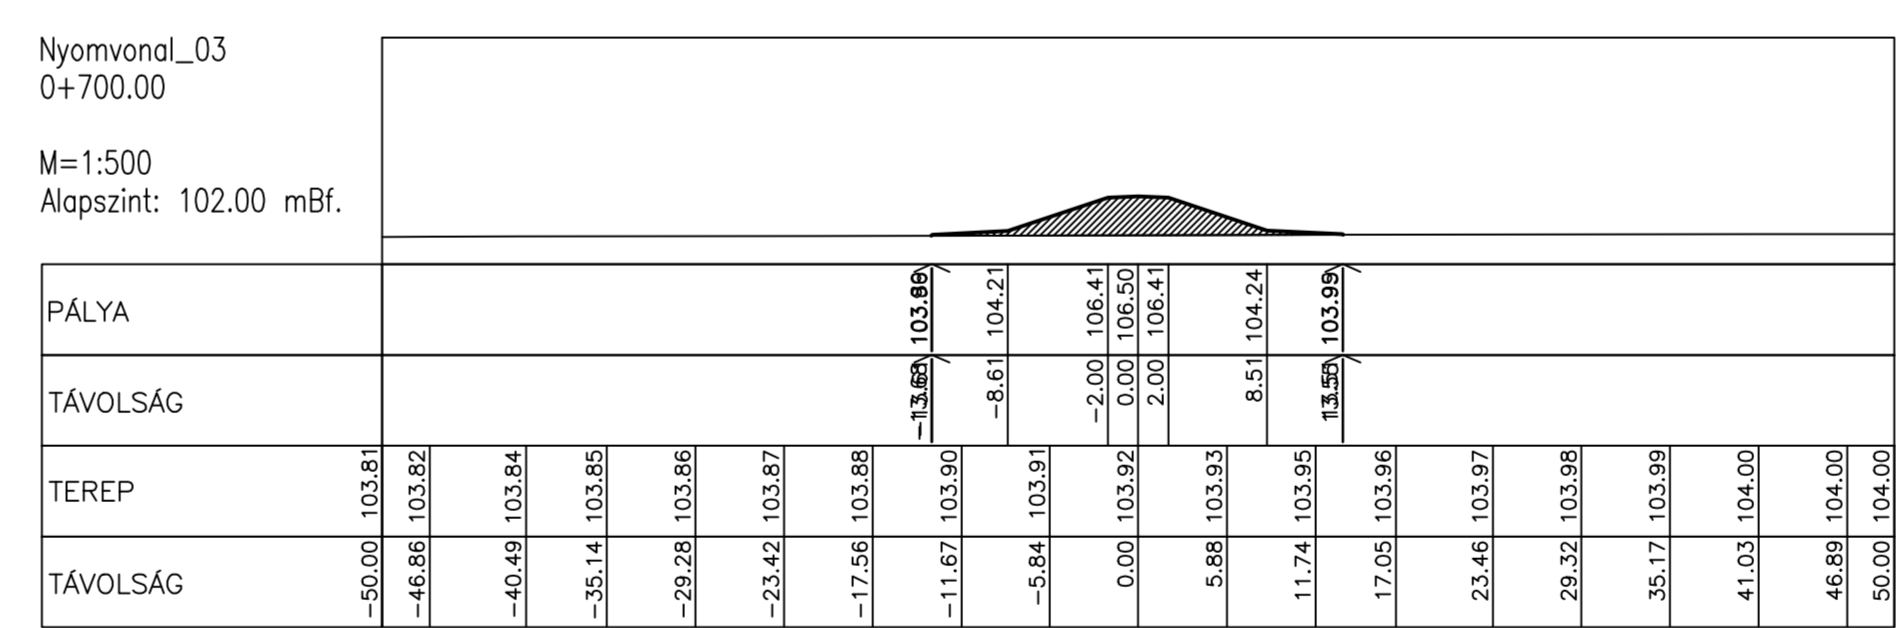 Nyomvonal_03
0+700.00
M=1:500
Alapszint: 102.00 mBf.
PÁLYA 104.21 106.41 106.50 106.41 104.24 103.99
TÁVOLSÁG -8.61 -2.00 0.00 2.00 8.51
TEREP 103.81 103.82 103.84 103.85 103.86 103.87 103.88 103.90 103.91 103.92 103.93 103.95 103.96 103.97 103.98 103.99 104.00 104.00 104.00
TÁVOLSÁG -50.00 -46.86 -40.49 -35.14 -29.28 -23.42 -17.56 -11.67 -5.84 0.00 5.88 11.74 17.05 23.46 29.32 35.17 41.03 46.89 50.00